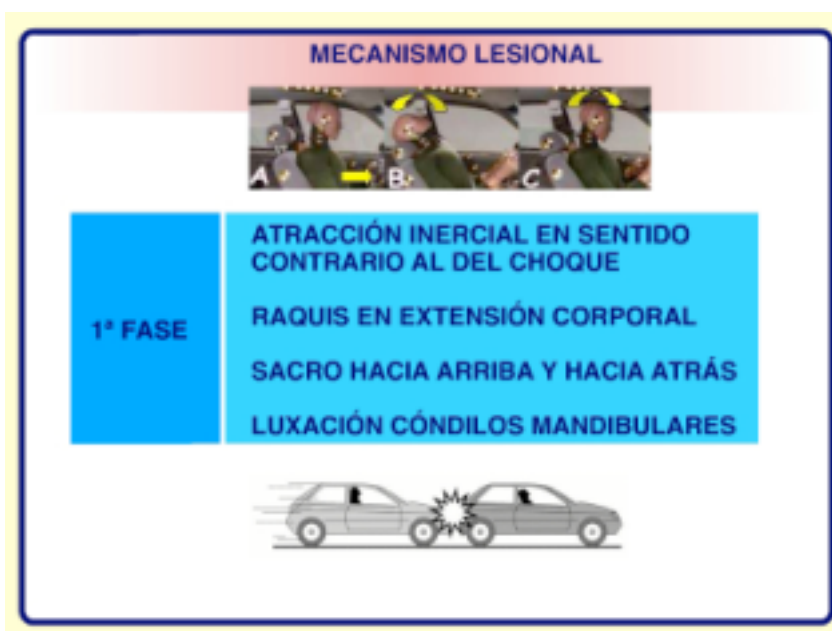 MECANISMO LESIONAL
A B C
1ª FASE
ATRACCIÓN INERCIAL EN SENTIDO
CONTRARIO AL DEL CHOQUE
RAQUIS EN EXTENSIÓN CORPORAL
SACRO HACIA ARRIBA Y HACIA ATRÁS
LUXACIÓN CÓNDILOS MANDIBULARES